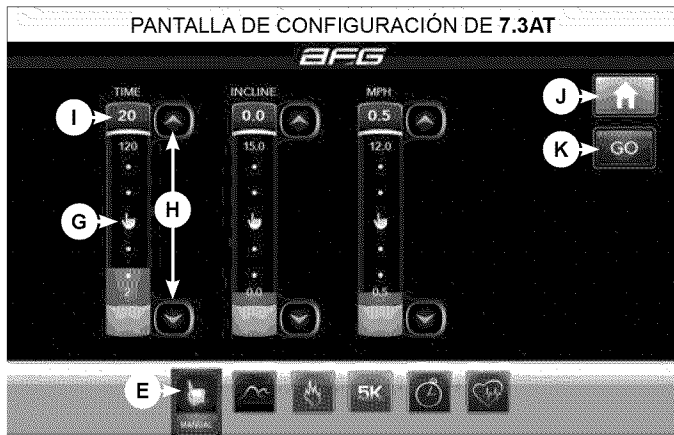 PANTALLA DE CONFIGURACIÓN DE 7.3AT
AFG
TIME INCLINE MPH
I 20 0.0 0.5 J
120 15.0 12.0 K GO
G H
2 0.0 0.5
E 5K
MANUAL